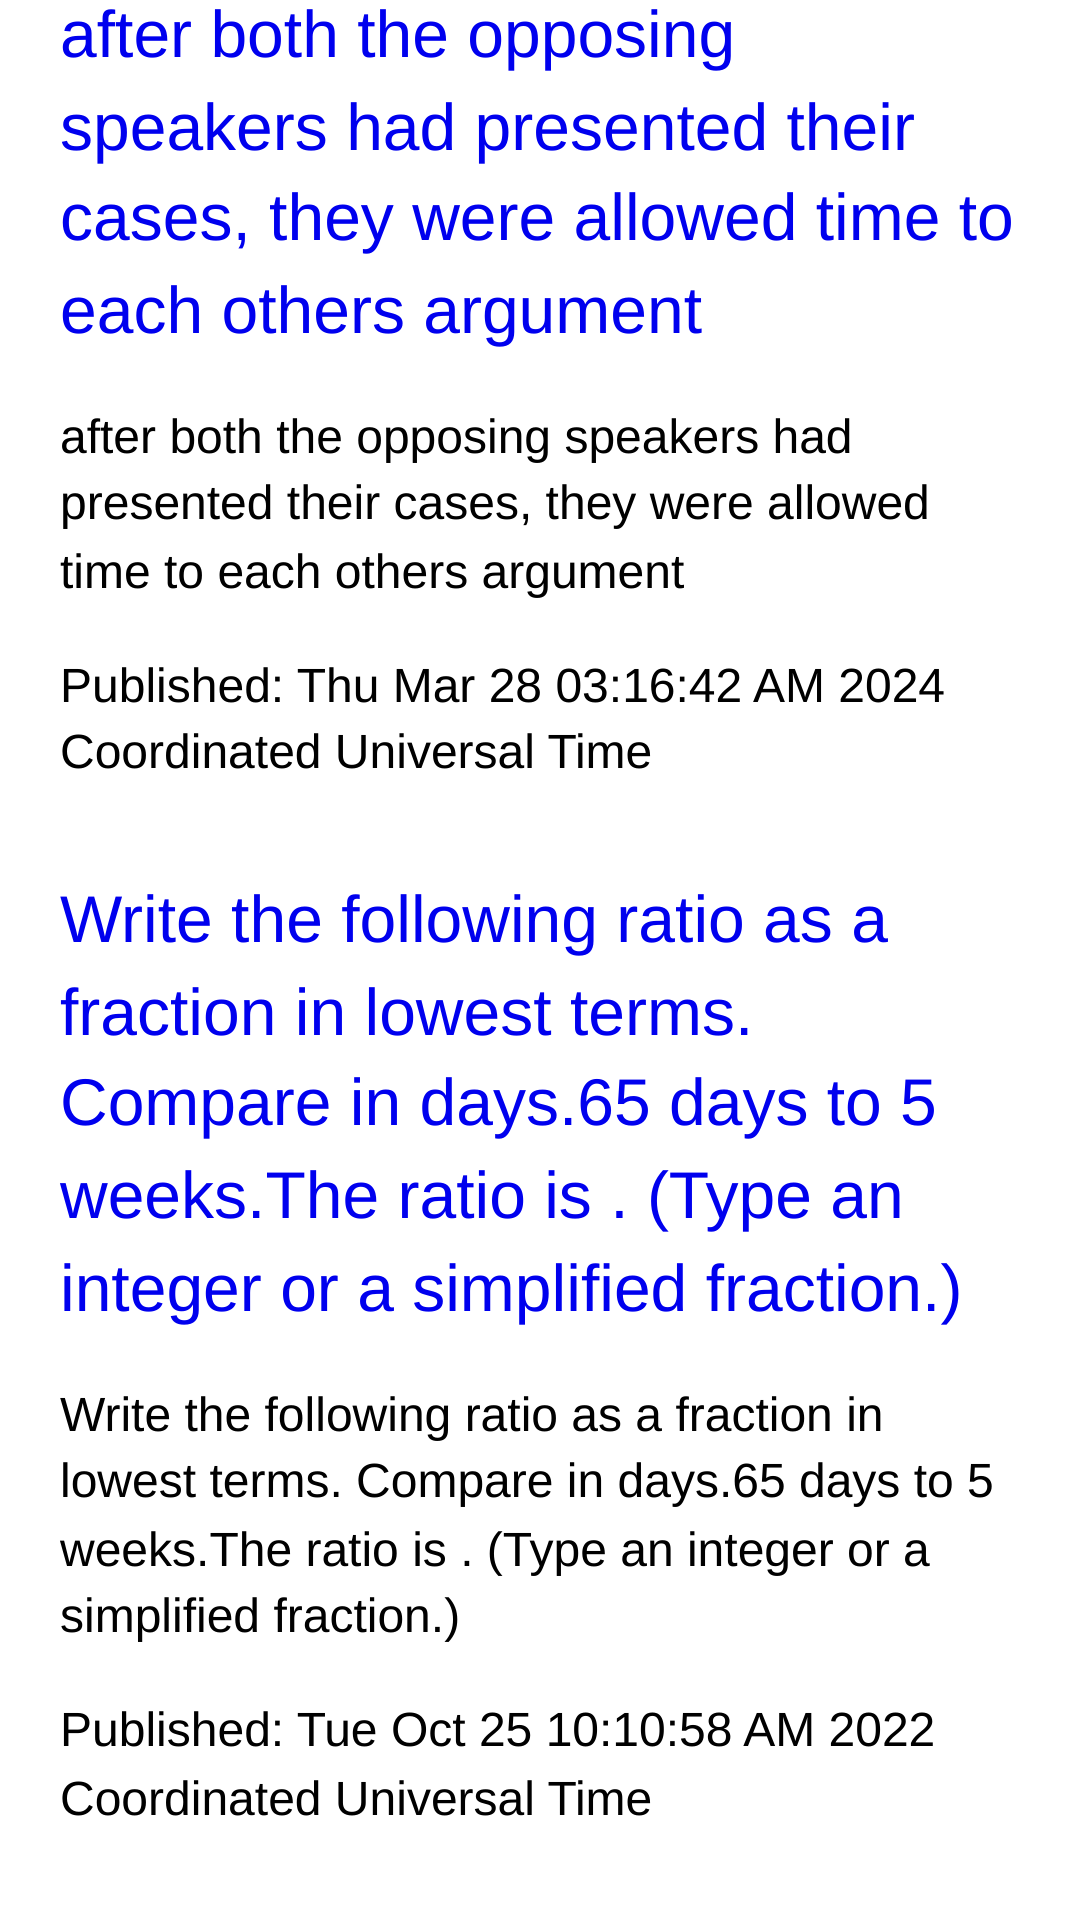 after both the opposing
speakers had presented their
cases, they were allowed time to
each others argument
after both the opposing speakers had
presented their cases, they were allowed
time to each others argument
Published: Thu Mar 28 03:16:42 AM 2024
Coordinated Universal Time
Write the following ratio as a
fraction in lowest terms.
Compare in days.65 days to 5
weeks.The ratio is . (Type an
integer or a simplified fraction.)
Write the following ratio as a fraction in
lowest terms. Compare in days.65 days to 5
weeks.The ratio is . (Type an integer or a
simplified fraction.)
Published: Tue Oct 25 10:10:58 AM 2022
Coordinated Universal Time